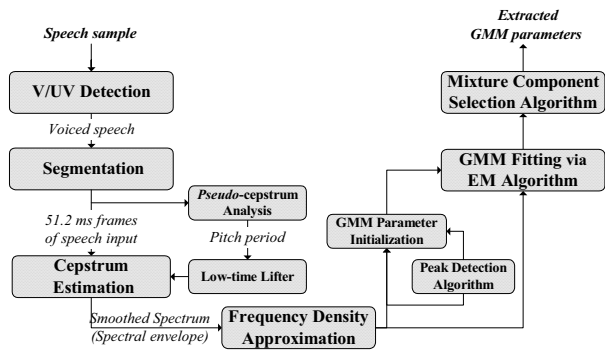 Speech sample
V/UV Detection
Voiced speech
Segmentation
Pseudo-cepstrum
Analysis
51.2 ms frames
of speech input
Pitch period
Cepstrum
Estimation
Low-time Lifter
Smoothed Spectrum
(Spectral envelope)
Frequency Density
Approximation
GMM Parameter
Initialization
Peak Detection
Algorithm
GMM Fitting via
EM Algorithm
Mixture Component
Selection Algorithm
Extracted
GMM parameters